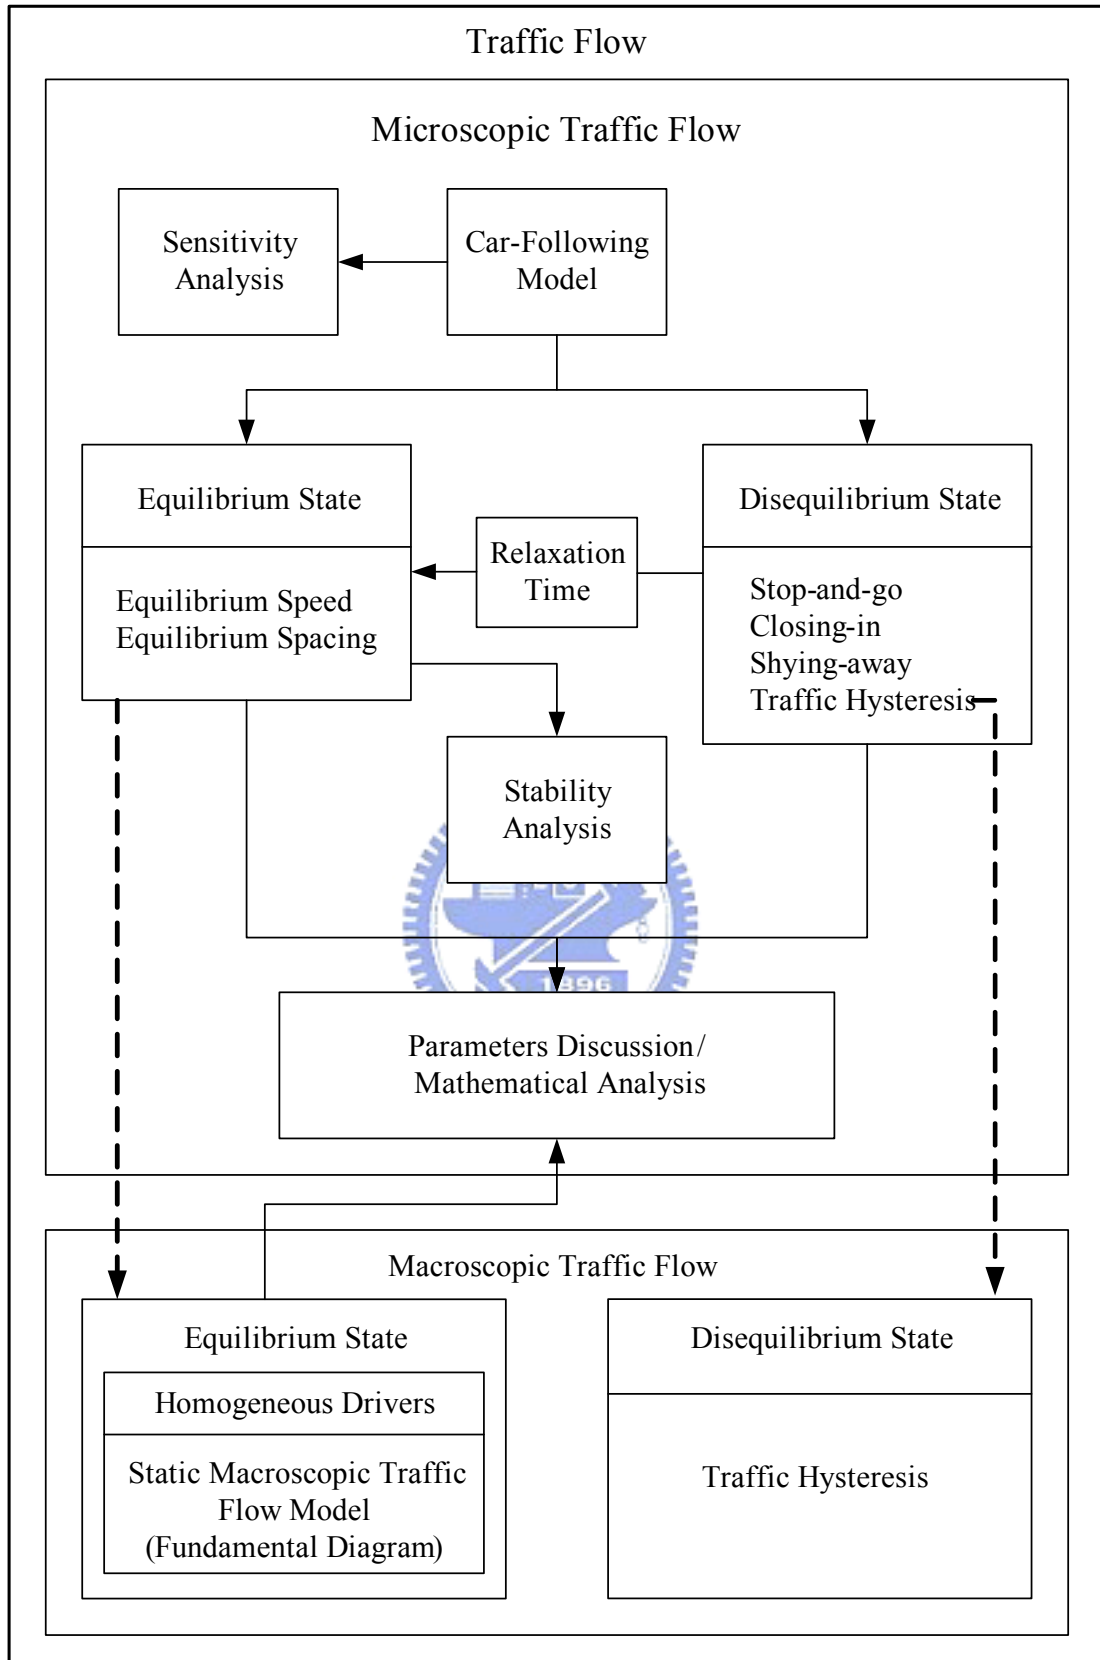 Traffic Flow
Microscopic Traffic Flow
Sensitivity
Analysis
Car-Following
Model
Equilibrium State
Equilibrium Speed
Equilibrium Spacing
Relaxation
Time
Disequilibrium State
Stop-and-go
Closing-in
Shying-away
Traffic Hysteresis
Stability
Analysis
1896
Parameters Discussion/
Mathematical Analysis
Macroscopic Traffic Flow
Equilibrium State
Homogeneous Drivers
Static Macroscopic Traffic
Flow Model
(Fundamental Diagram)
Disequilibrium State
Traffic Hysteresis